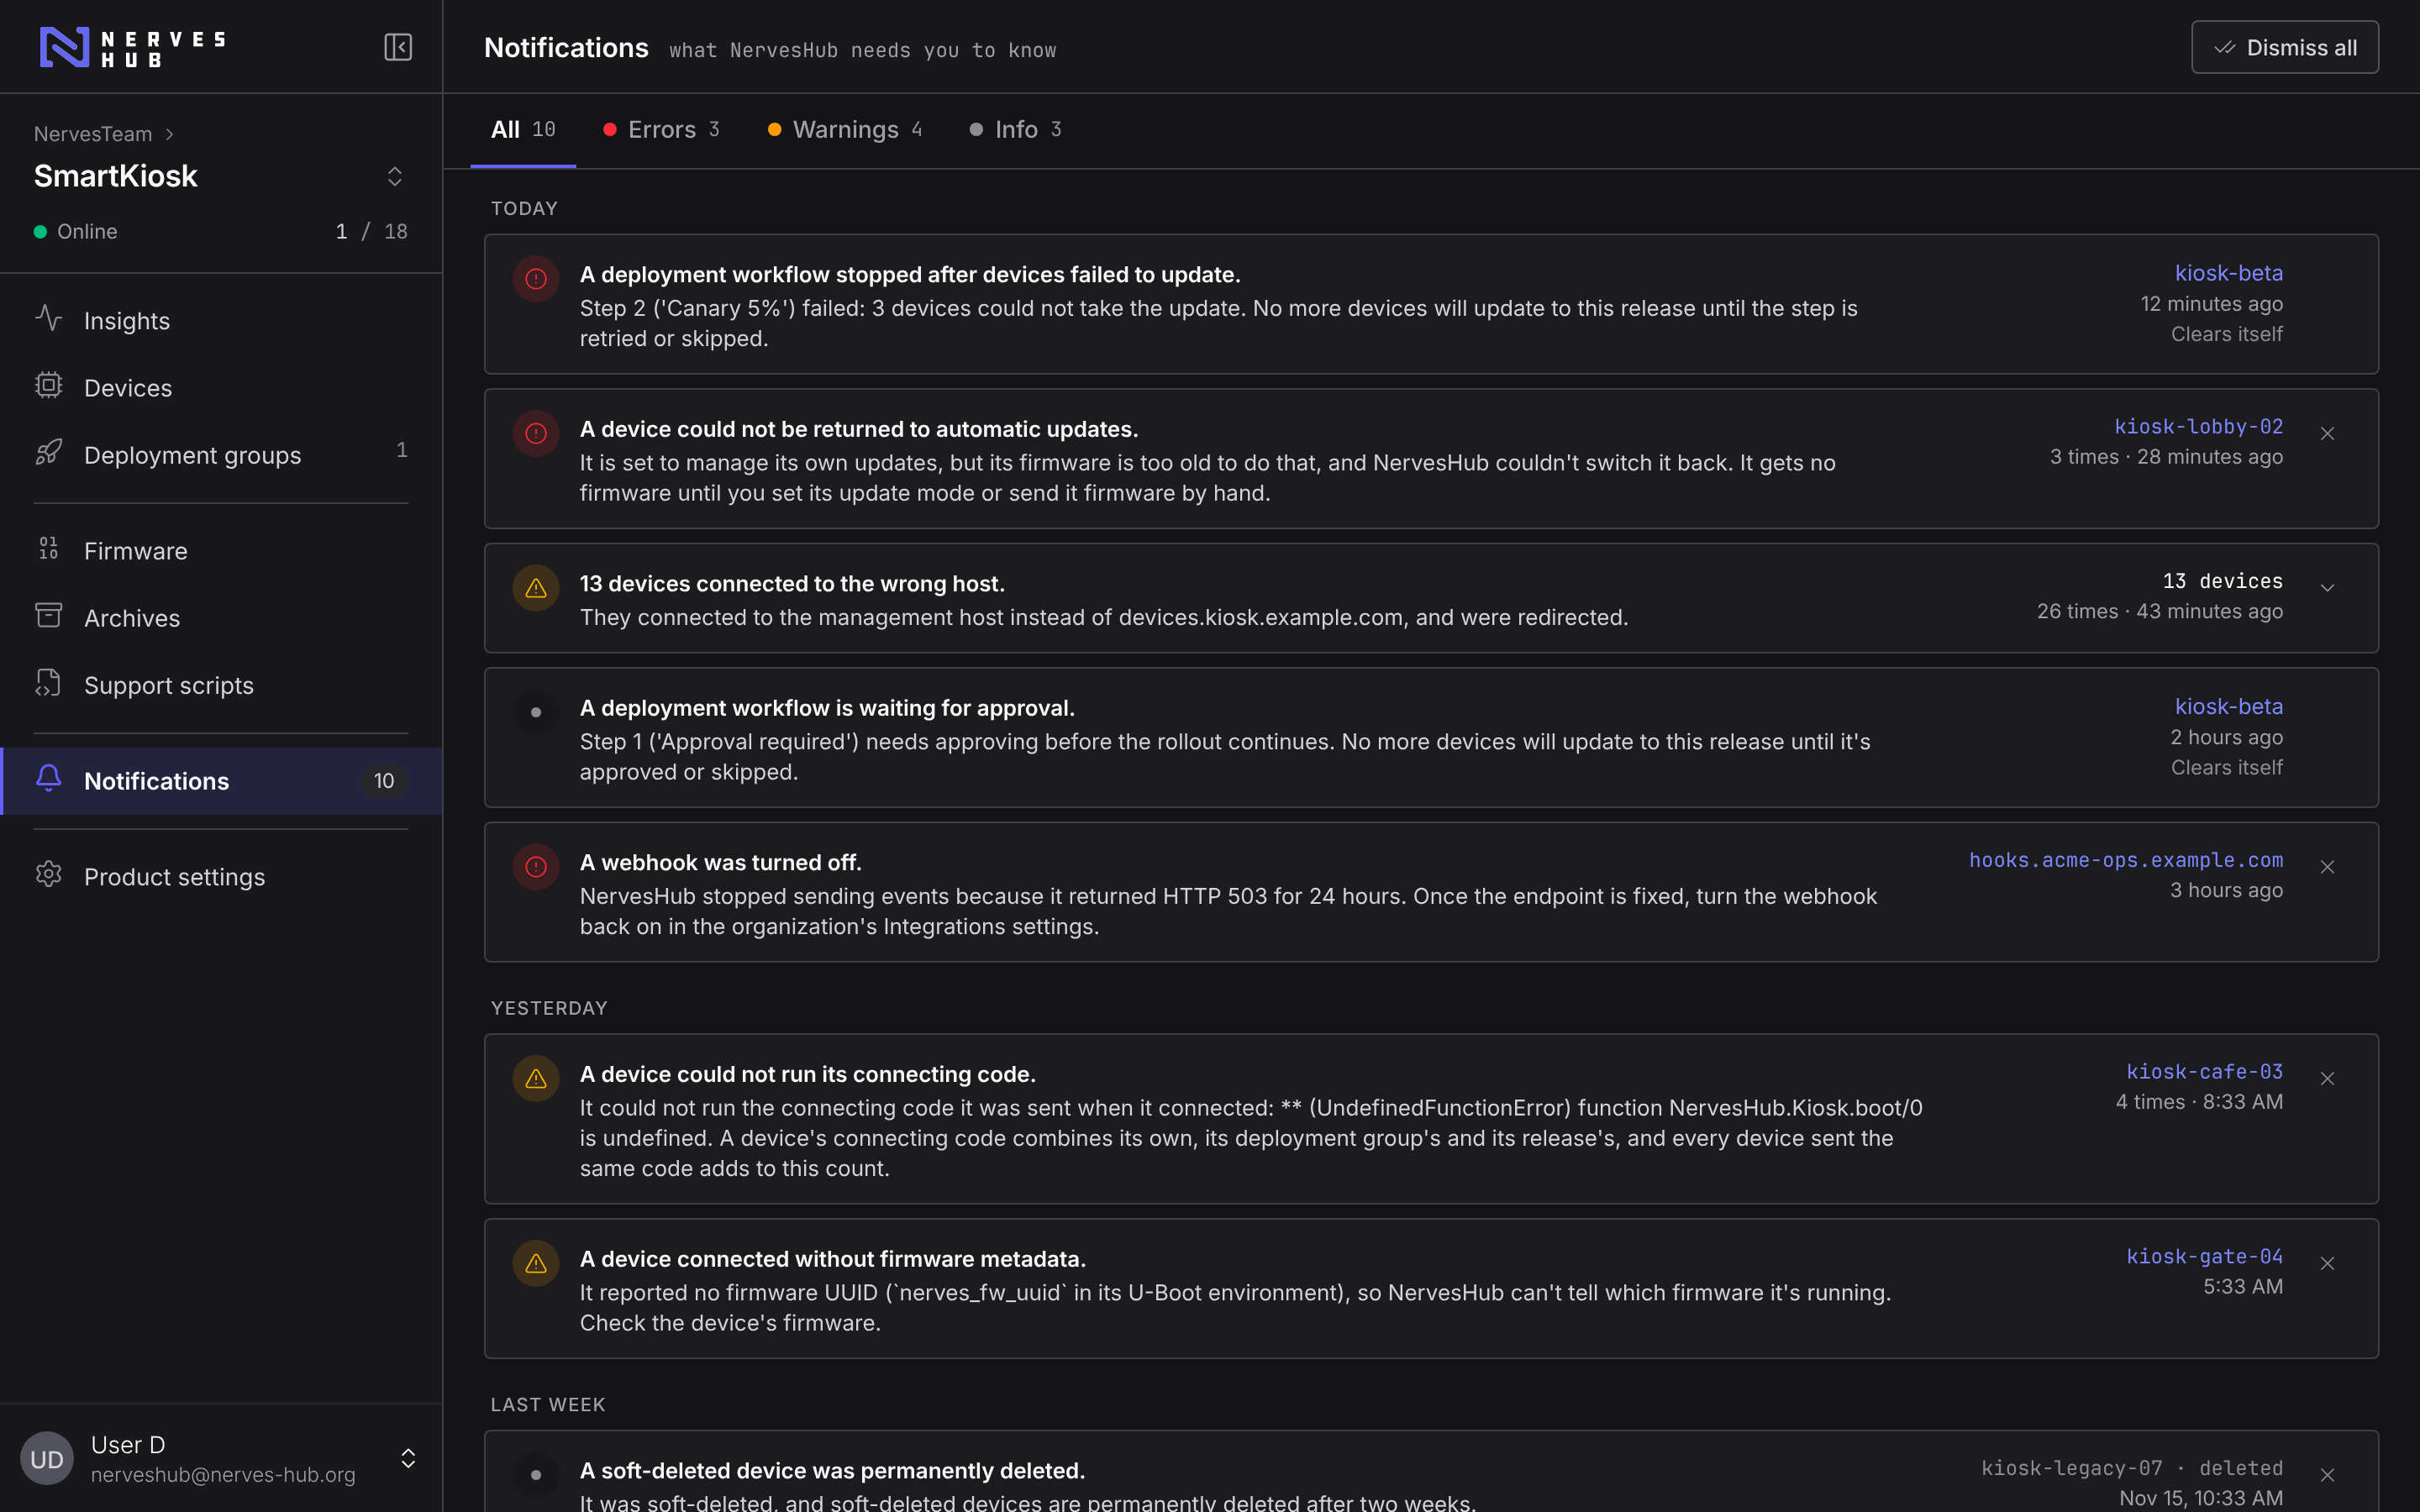 NERVES
HUB
NervesTeam
SmartKiosk
Online 1 / 18
Insights
Devices
Deployment groups 1
Firmware
Archives
Support scripts
Notifications 10
Product settings
UD
User D
nerveshub@nerves-hub.org
Notifications what NervesHub needs you to know
Dismiss all
All 10 Errors 3 Warnings 4 Info 3
TODAY
A deployment workflow stopped after devices failed to update.
Step 2 ('Canary 5%') failed: 3 devices could not take the update. No more devices will update to this release until the step is
retried or skipped.
kiosk-beta
12 minutes ago
Clears itself
A device could not be returned to automatic updates.
It is set to manage its own updates, but its firmware is too old to do that, and NervesHub couldn't switch it back. It gets no
firmware until you set its update mode or send it firmware by hand.
kiosk-lobby-02
3 times · 28 minutes ago
13 devices connected to the wrong host.
They connected to the management host instead of devices.kiosk.example.com, and were redirected.
13 devices
26 times · 43 minutes ago
A deployment workflow is waiting for approval.
Step 1 ('Approval required') needs approving before the rollout continues. No more devices will update to this release until it's
approved or skipped.
kiosk-beta
2 hours ago
Clears itself
A webhook was turned off.
NervesHub stopped sending events because it returned HTTP 503 for 24 hours. Once the endpoint is fixed, turn the webhook
back on in the organization's Integrations settings.
hooks.acme-ops.example.com
3 hours ago
YESTERDAY
A device could not run its connecting code.
It could not run the connecting code it was sent when it connected: ** (UndefinedFunctionError) function NervesHub.Kiosk.boot/0
is undefined. A device's connecting code combines its own, its deployment group's and its release's, and every device sent the
same code adds to this count.
kiosk-cafe-03
4 times · 8:33 AM
A device connected without firmware metadata.
It reported no firmware UUID (`nerves_fw_uuid` in its U-Boot environment), so NervesHub can't tell which firmware it's running.
Check the device's firmware.
kiosk-gate-04
5:33 AM
LAST WEEK
A soft-deleted device was permanently deleted.
It was soft-deleted, and soft-deleted devices are permanently deleted after two weeks.
kiosk-legacy-07 · deleted
Nov 15, 10:33 AM